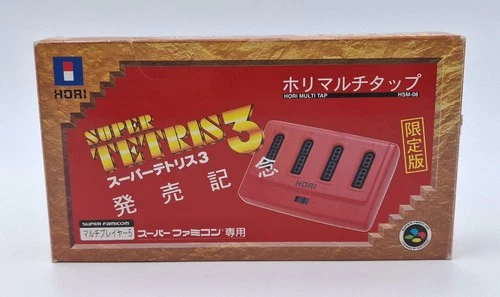 HORI
ホリマルチタップ
HORI MULTI TAP HSM-08
SUPER
TETRIS 3
スーパーテトリス3
発売記念
限定版
HORI
SUPER FAMICOM
マルチプレイヤー5
スーパーファミコン専用